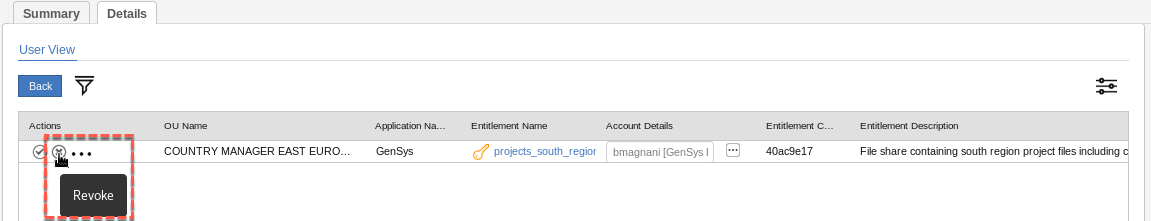 Summary Details
User View
Back
Actions OU Name Application Na... Entitlement Name Account Details Entitlement C... Entitlement Description
COUNTRY MANAGER EAST EURO... GenSys projects_south_region bmagnani [GenSys I 40ac9e17 File share containing south region project files including c
Revoke